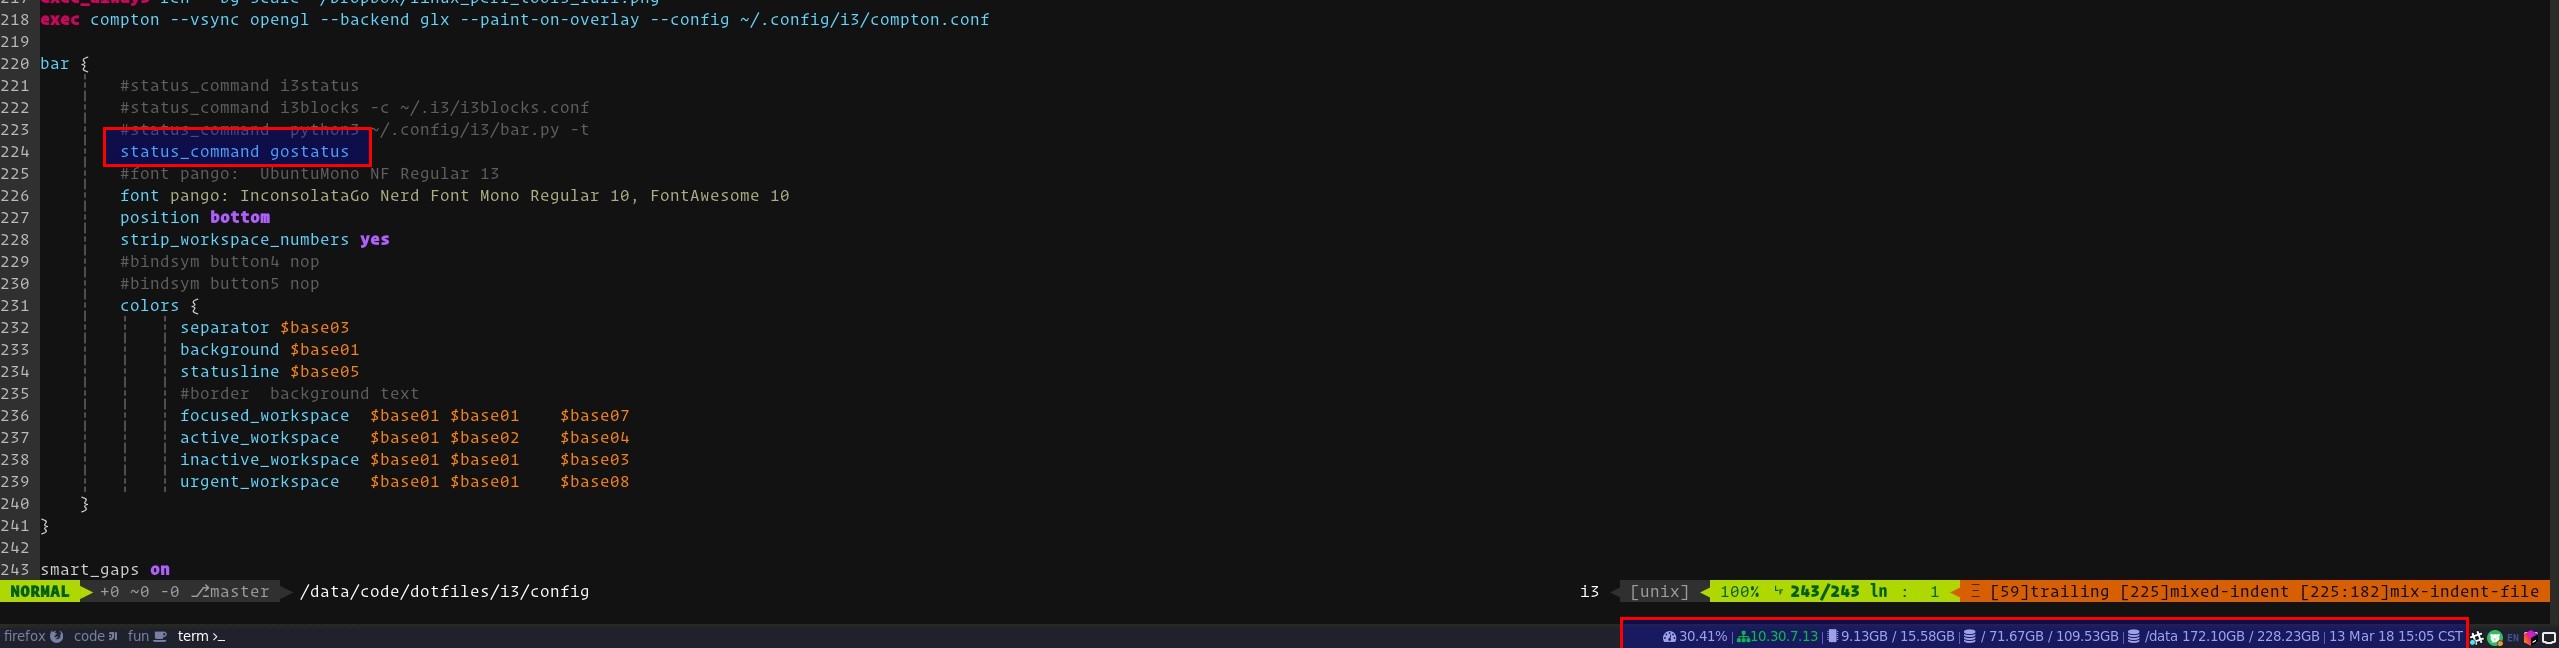 217 exec_always feh --bg-scale ~/Dropbox/linux_perf_tools_full.png
218 exec compton --vsync opengl --backend glx --paint-on-overlay --config ~/.config/i3/compton.conf
219
220 bar {
221 #status_command i3status
222 #status_command i3blocks -c ~/.i3/i3blocks.conf
223 #status_command python3 ~/.config/i3/bar.py -t
224 status_command gostatus
225 #font pango: UbuntuMono NF Regular 13
226 font pango: InconsolataGo Nerd Font Mono Regular 10, FontAwesome 10
227 position bottom
228 strip_workspace_numbers yes
229 #bindsym button4 nop
230 #bindsym button5 nop
231 colors {
232 separator $base03
233 background $base01
234 statusline $base05
235 #border background text
236 focused_workspace $base01 $base01 $base07
237 active_workspace $base01 $base02 $base04
238 inactive_workspace $base01 $base01 $base03
239 urgent_workspace $base01 $base01 $base08
240 }
241 }
242
243 smart_gaps on
NORMAL +0 ~0 -0 master /data/code/dotfiles/i3/config i3 [unix] 100% 243/243 ln : 1 Ξ [59]trailing [225]mixed-indent [225:182]mix-indent-file
firefox code fun term >_ 30.41% | 10.30.7.13 | 9.13GB / 15.58GB | / 71.67GB / 109.53GB | /data 172.10GB / 228.23GB | 13 Mar 18 15:05 CST EN